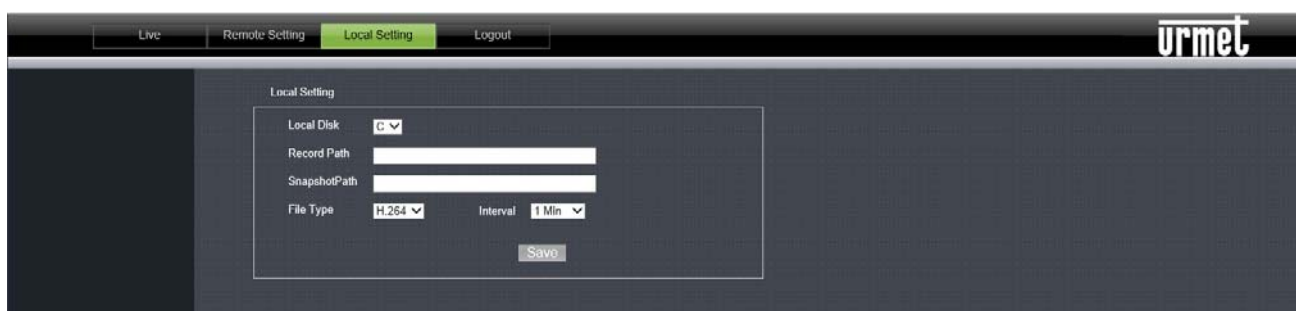 Live Remote Setting Local Setting Logout
urmet
Local Setting
Local Disk C
Record Path
SnapshotPath
File Type H.264 Interval 1 Min
Save